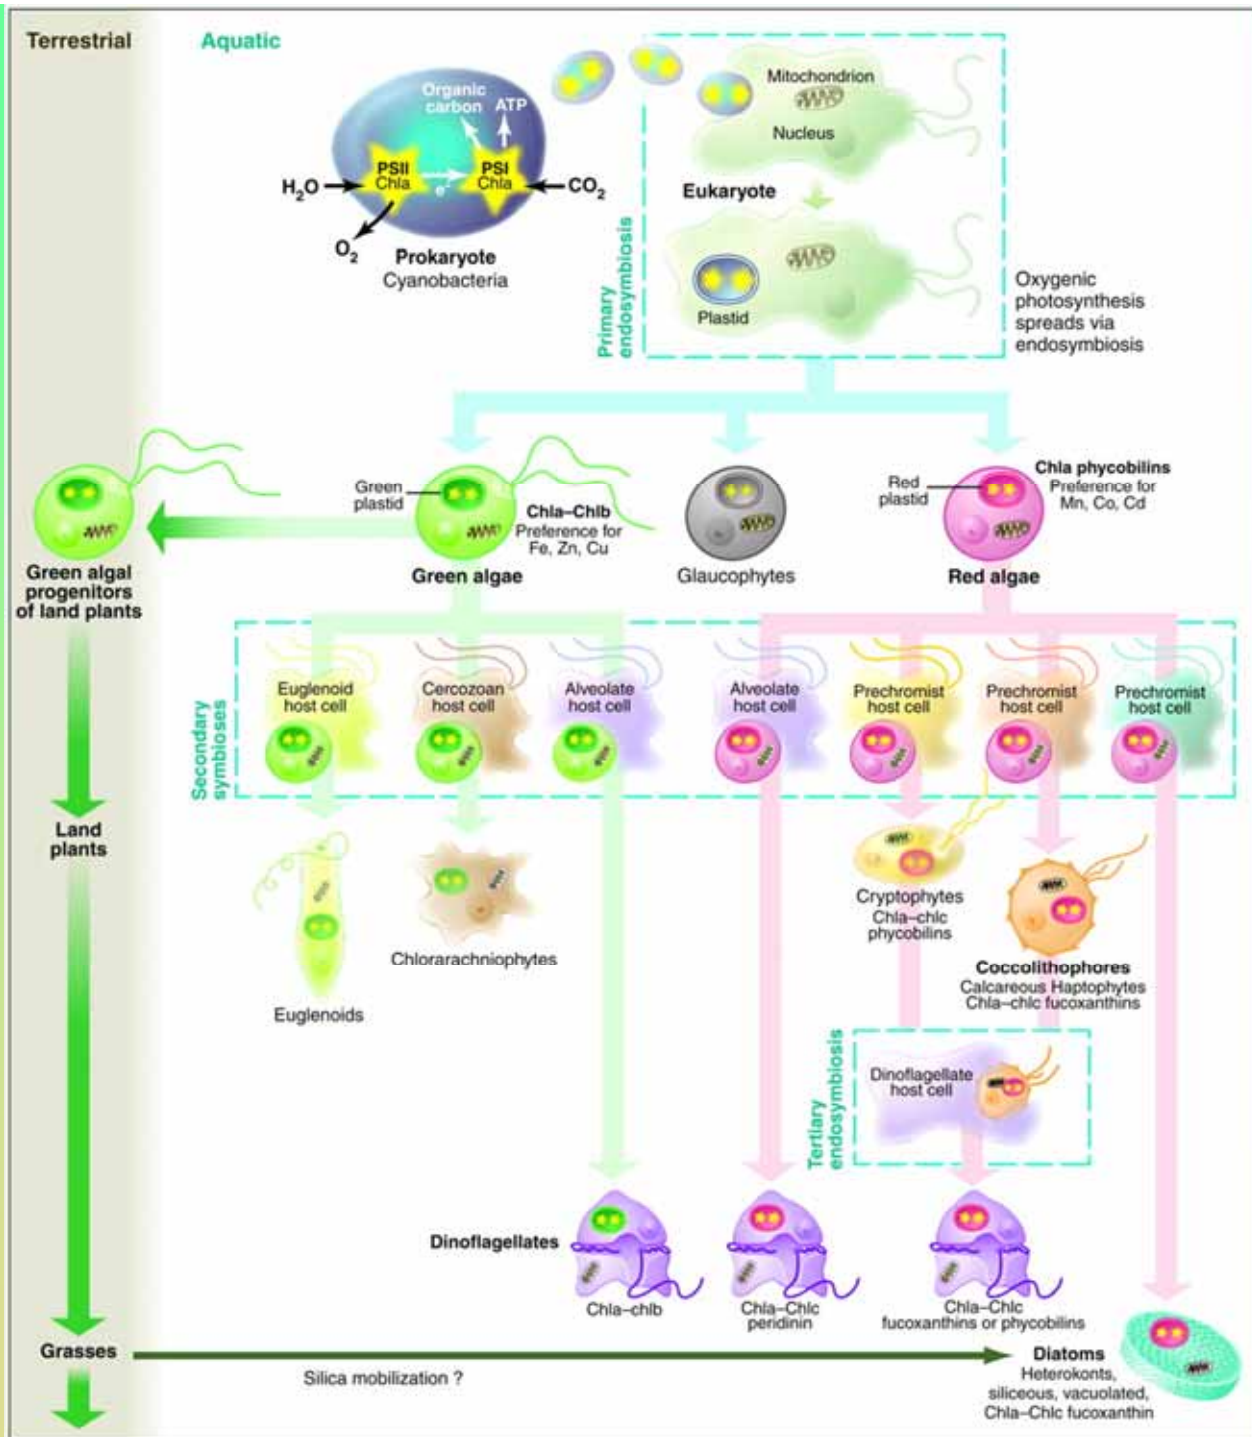 Terrestrial
Aquatic
Organic
carbon
ATP
PSII
Chla
PSI
Chla
e-
H2O
CO2
O2
Prokaryote
Cyanobacteria
Mitochondrion
Nucleus
Eukaryote
Plastid
Primary
endosymbiosis
Oxygenic
photosynthesis
spreads via
endosymbiosis
Green algal
progenitors
of land plants
Green
plastid
Chla–Chlb
Preference for
Fe, Zn, Cu
Green algae
Glaucophytes
Red
plastid
Chla phycobilins
Preference for
Mn, Co, Cd
Red algae
Secondary
symbioses
Euglenoid
host cell
Cercozoan
host cell
Alveolate
host cell
Alveolate
host cell
Prechromist
host cell
Prechromist
host cell
Prechromist
host cell
Land
plants
Euglenoids
Chlorarachniophytes
Cryptophytes
Chla–chlc
phycobilins
Coccolithophores
Calcareous Haptophytes
Chla–chlc fucoxanthins
Tertiary
endosymbiosis
Dinoflagellate
host cell
Dinoflagellates
Chla–chlb
Chla–Chlc
peridinin
Chla–Chlc
fucoxanthins or phycobilins
Grasses
Silica mobilization ?
Diatoms
Heterokonts,
siliceous, vacuolated,
Chla–Chlc fucoxanthin